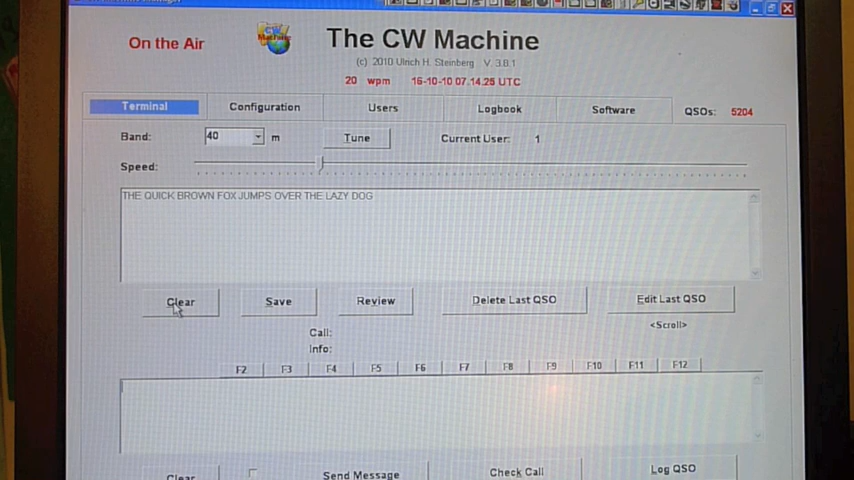 On the Air
CW
Machine
The CW Machine
(c) 2010 Ulrich H. Steinberg V. 3.8.1
20 wpm 16-10-10 07.14.25 UTC
Terminal Configuration Users Logbook Software QSOs: 5204
Band: 40 m Tune Current User: 1
Speed:
THE QUICK BROWN FOX JUMPS OVER THE LAZY DOG
Clear Save Review Delete Last QSO Edit Last QSO
<Scroll>
Call:
Info:
F2 F3 F4 F5 F6 F7 F8 F9 F10 F11 F12
Clear Send Message Check Call Log QSO